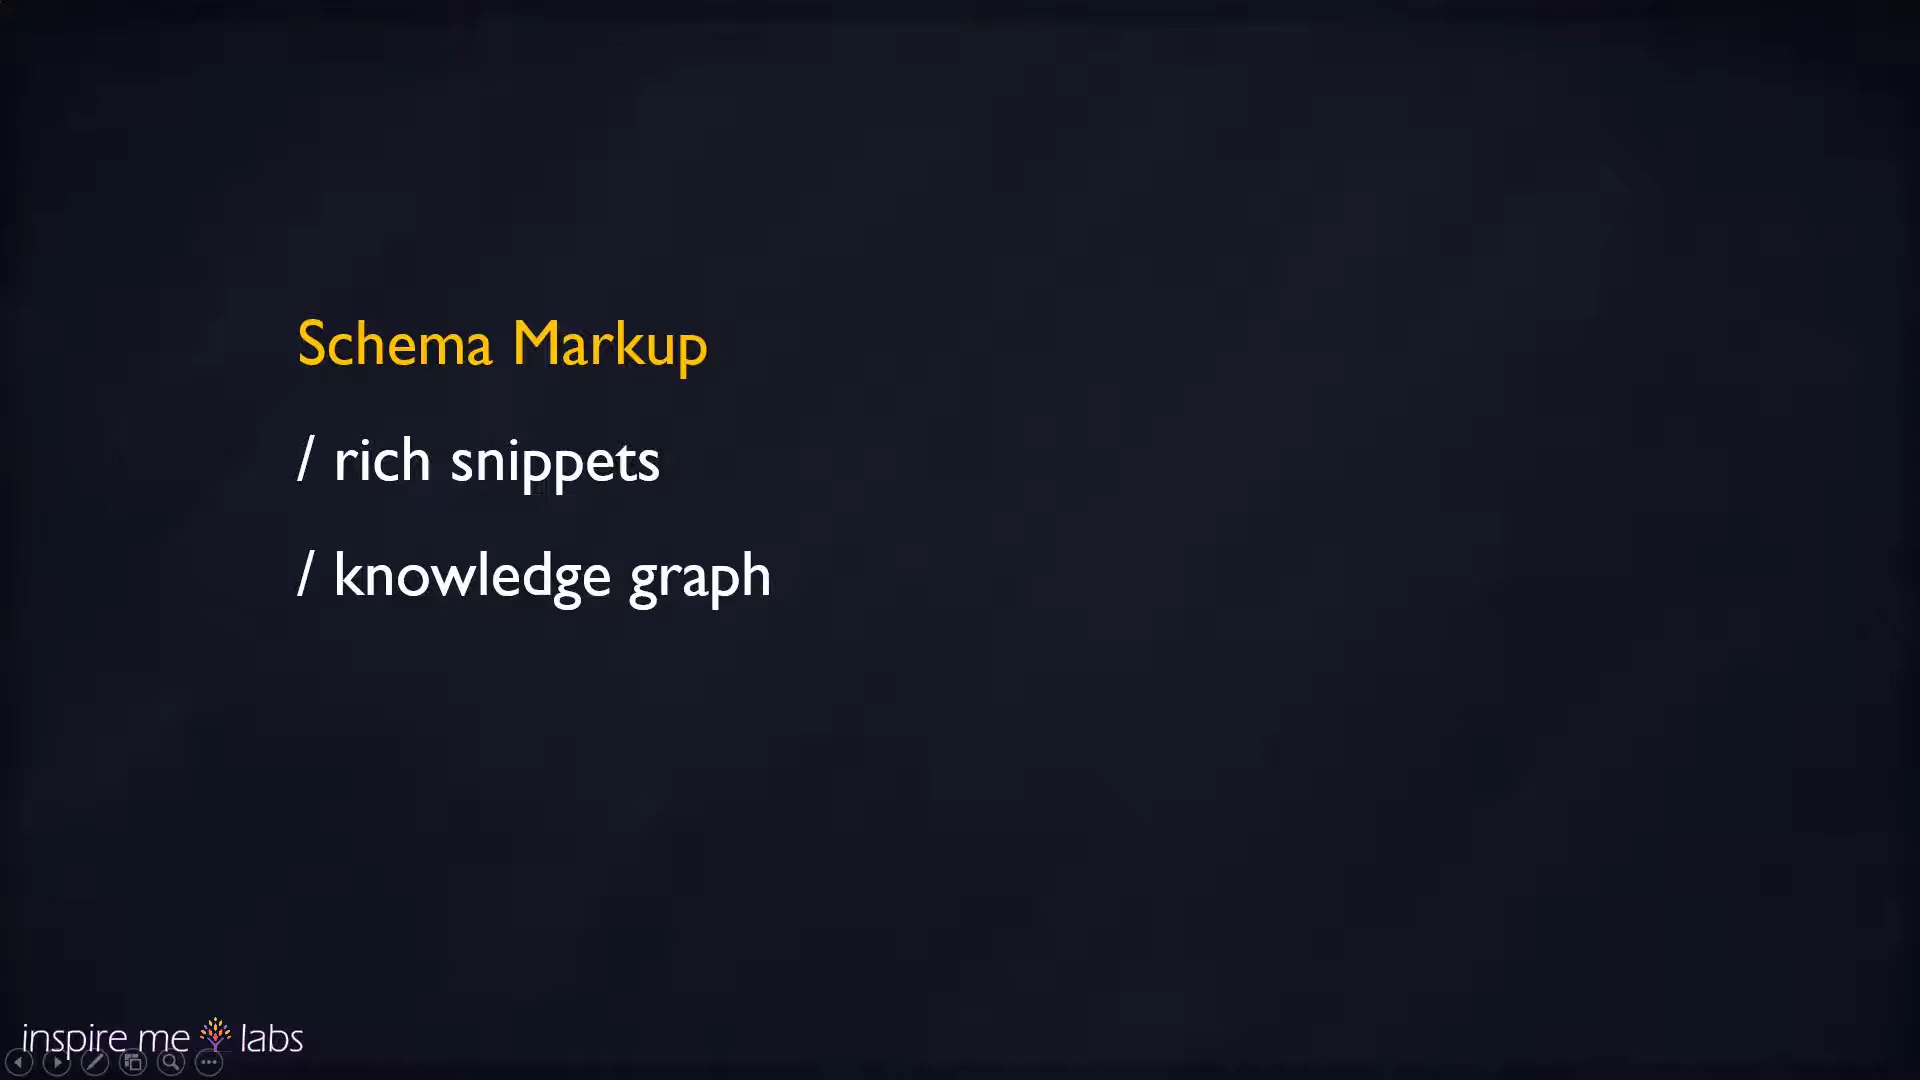 Schema Markup
/ rich snippets
/ knowledge graph
inspire me labs